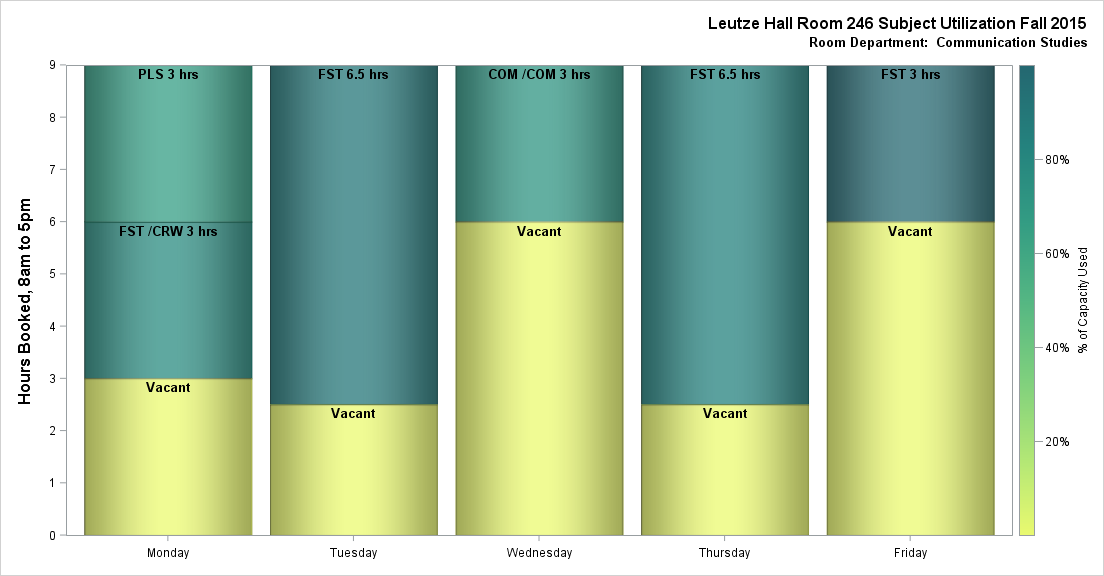 Leutze Hall Room 246 Subject Utilization Fall 2015
Room Department:  Communication Studies
Hours Booked, 8am to 5pm
9
8
7
6
5
4
3
2
1
0
PLS 3 hrs
FST /CRW 3 hrs
Vacant
FST 6.5 hrs
Vacant
COM /COM 3 hrs
Vacant
FST 6.5 hrs
Vacant
FST 3 hrs
Vacant
Monday
Tuesday
Wednesday
Thursday
Friday
80%
60%
40%
20%
% of Capacity Used